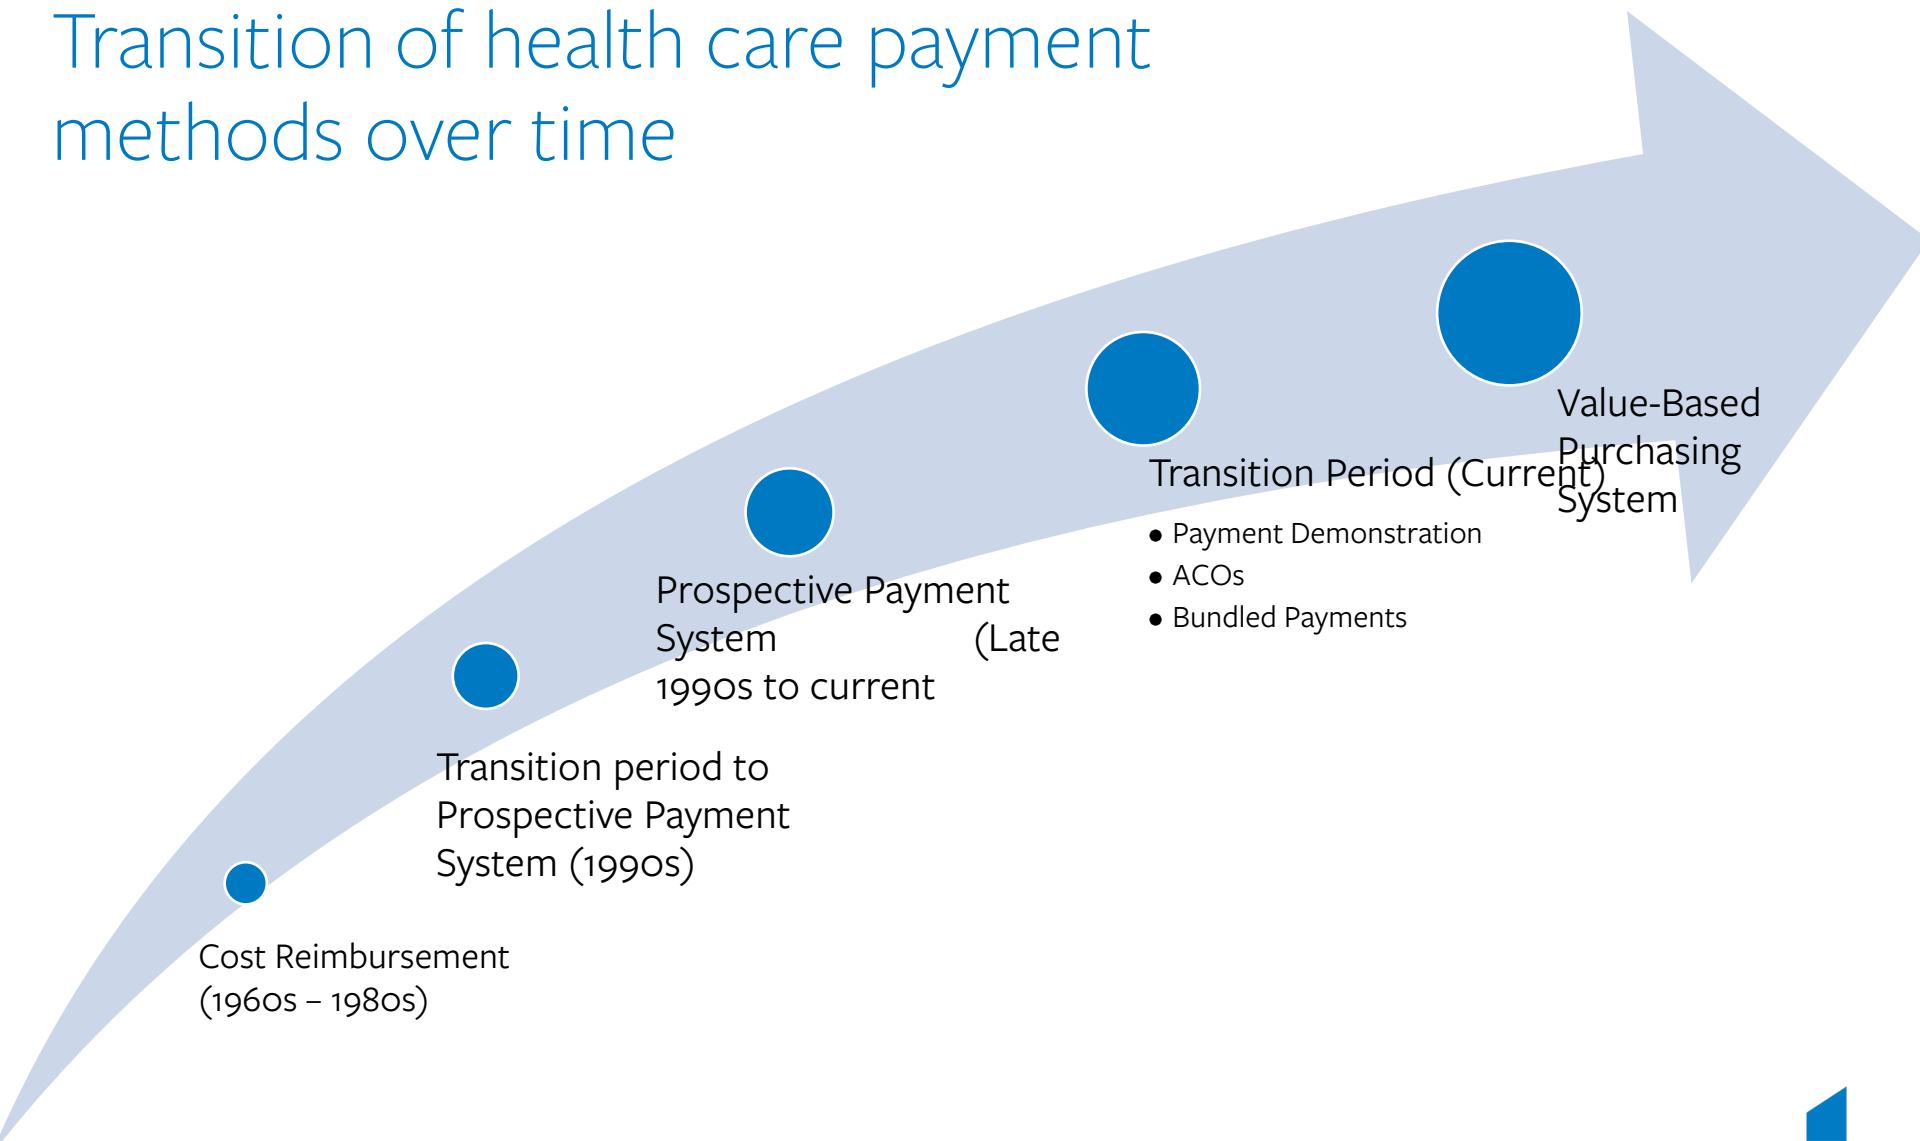 Transition of health care payment
methods over time
Cost Reimbursement
(1960s – 1980s)
Transition period to
Prospective Payment
System (1990s)
Prospective Payment
System (Late
1990s to current
Transition Period (Current)
• Payment Demonstration
• ACOs
• Bundled Payments
Value-Based
Purchasing
System